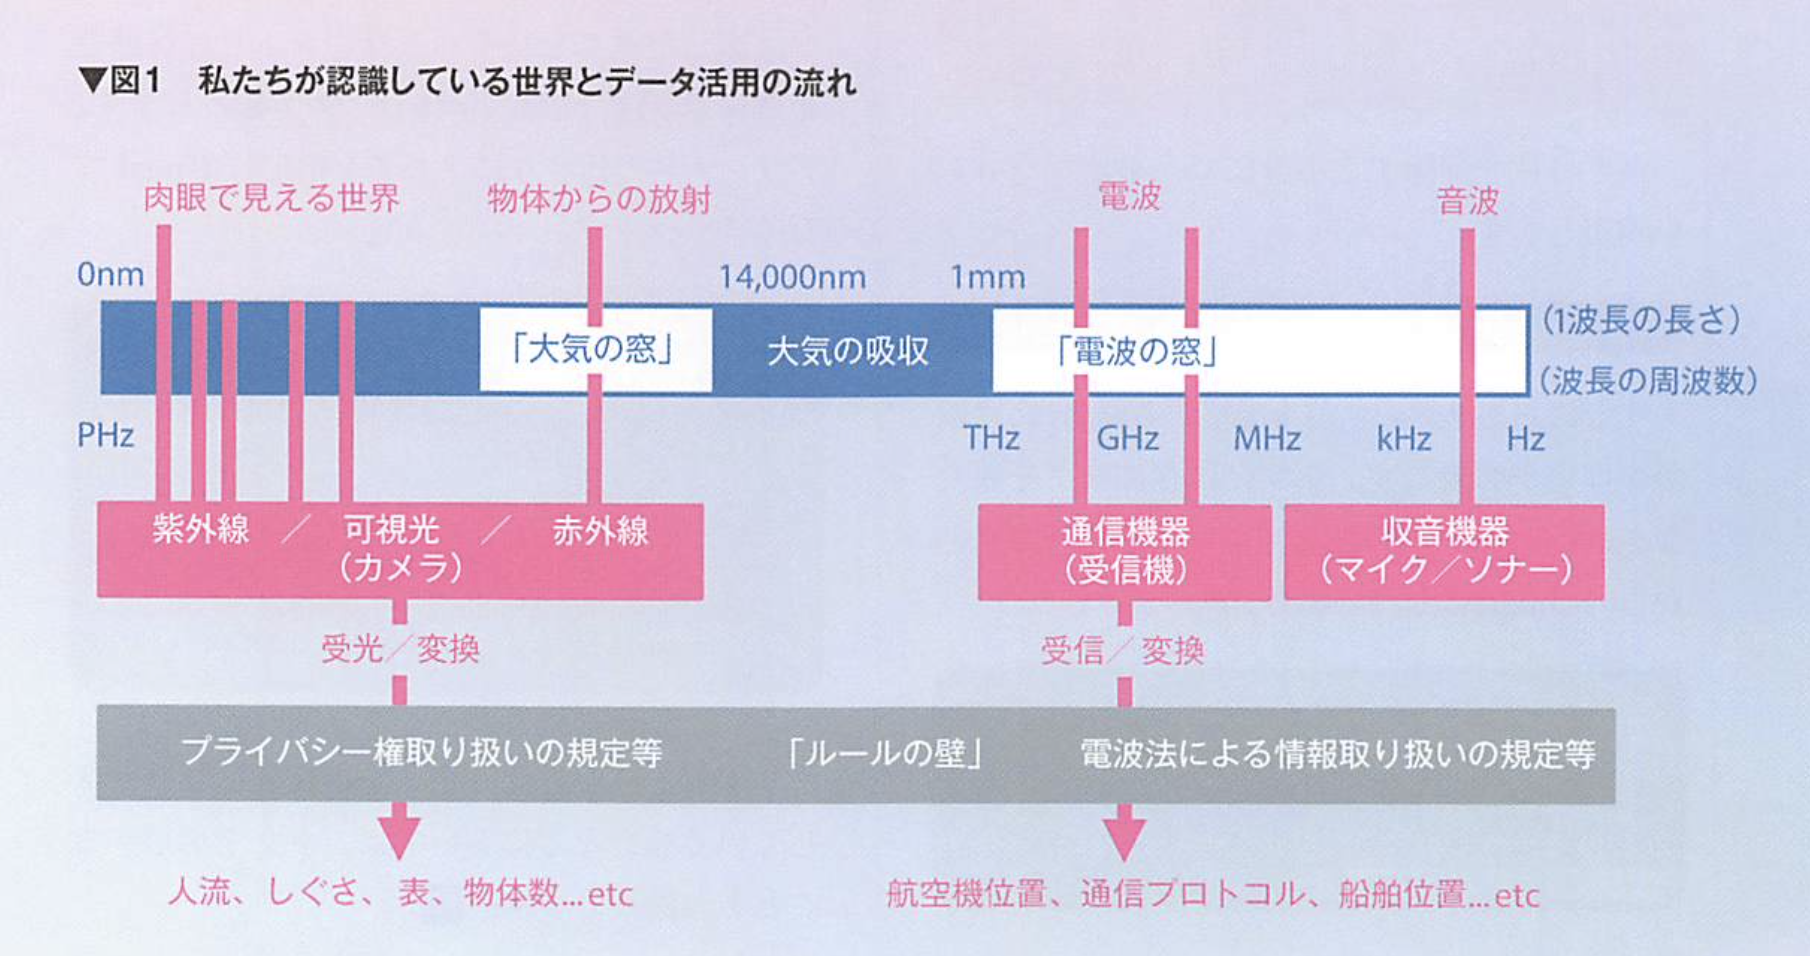 ▼図1　私たちが認識している世界とデータ活用の流れ
肉眼で見える世界
物体からの放射
電波
音波
0nm
14,000nm
1mm
(1波長の長さ)
「大気の窓」
大気の吸収
「電波の窓」
(波長の周波数)
PHz
THz
GHz
MHz
kHz
Hz
紫外線　／　可視光　／　赤外線
(カメラ)
通信機器
(受信機)
収音機器
(マイク／ソナー)
受光／変換
受信／変換
プライバシー権取り扱いの規定等
「ルールの壁」
電波法による情報取り扱いの規定等
人流、しぐさ、表、物体数...etc
航空機位置、通信プロトコル、船舶位置...etc